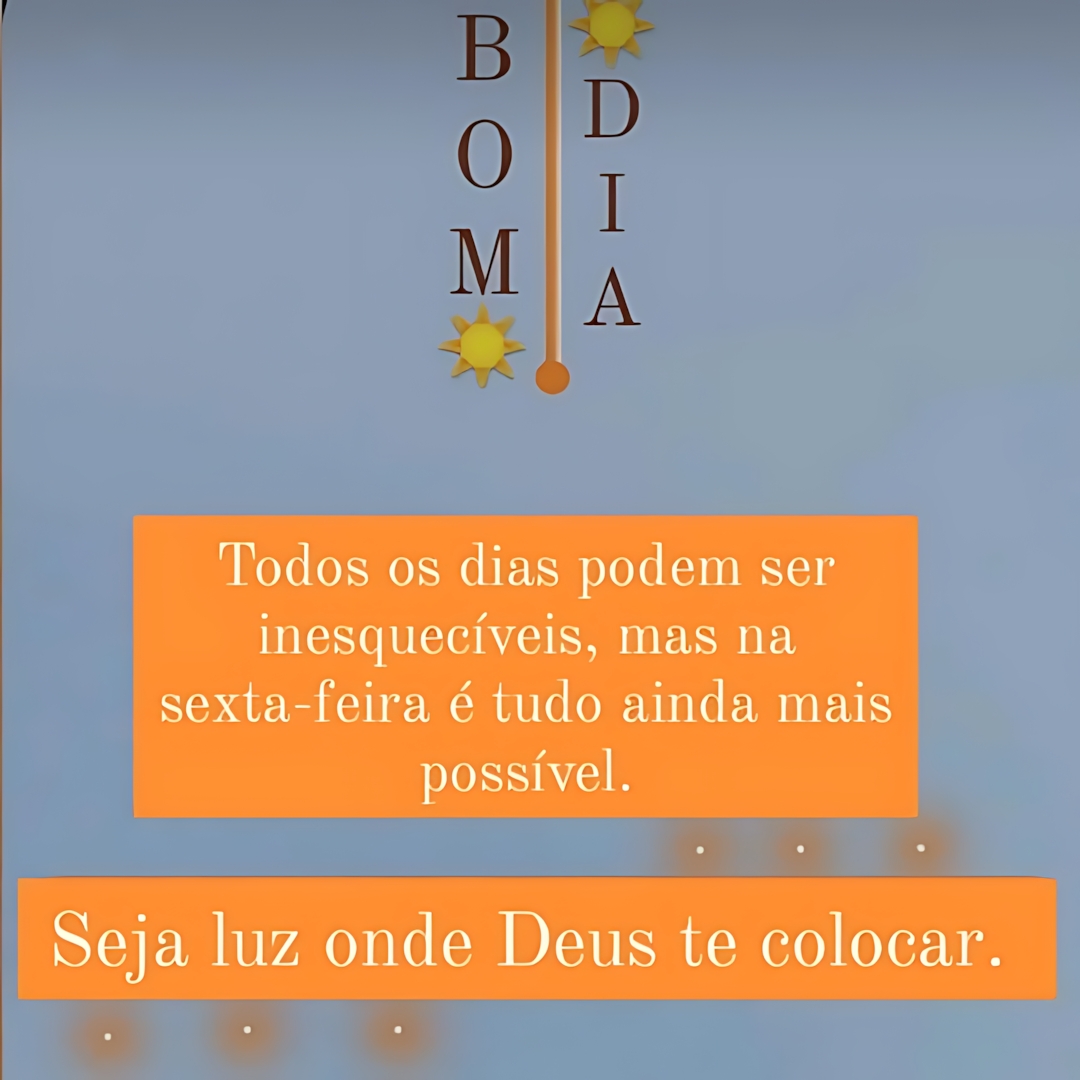 BOM
DIA
Todos os dias podem ser
inesquecíveis, mas na
sexta-feira é tudo ainda mais
possível.
Seja luz onde Deus te colocar.